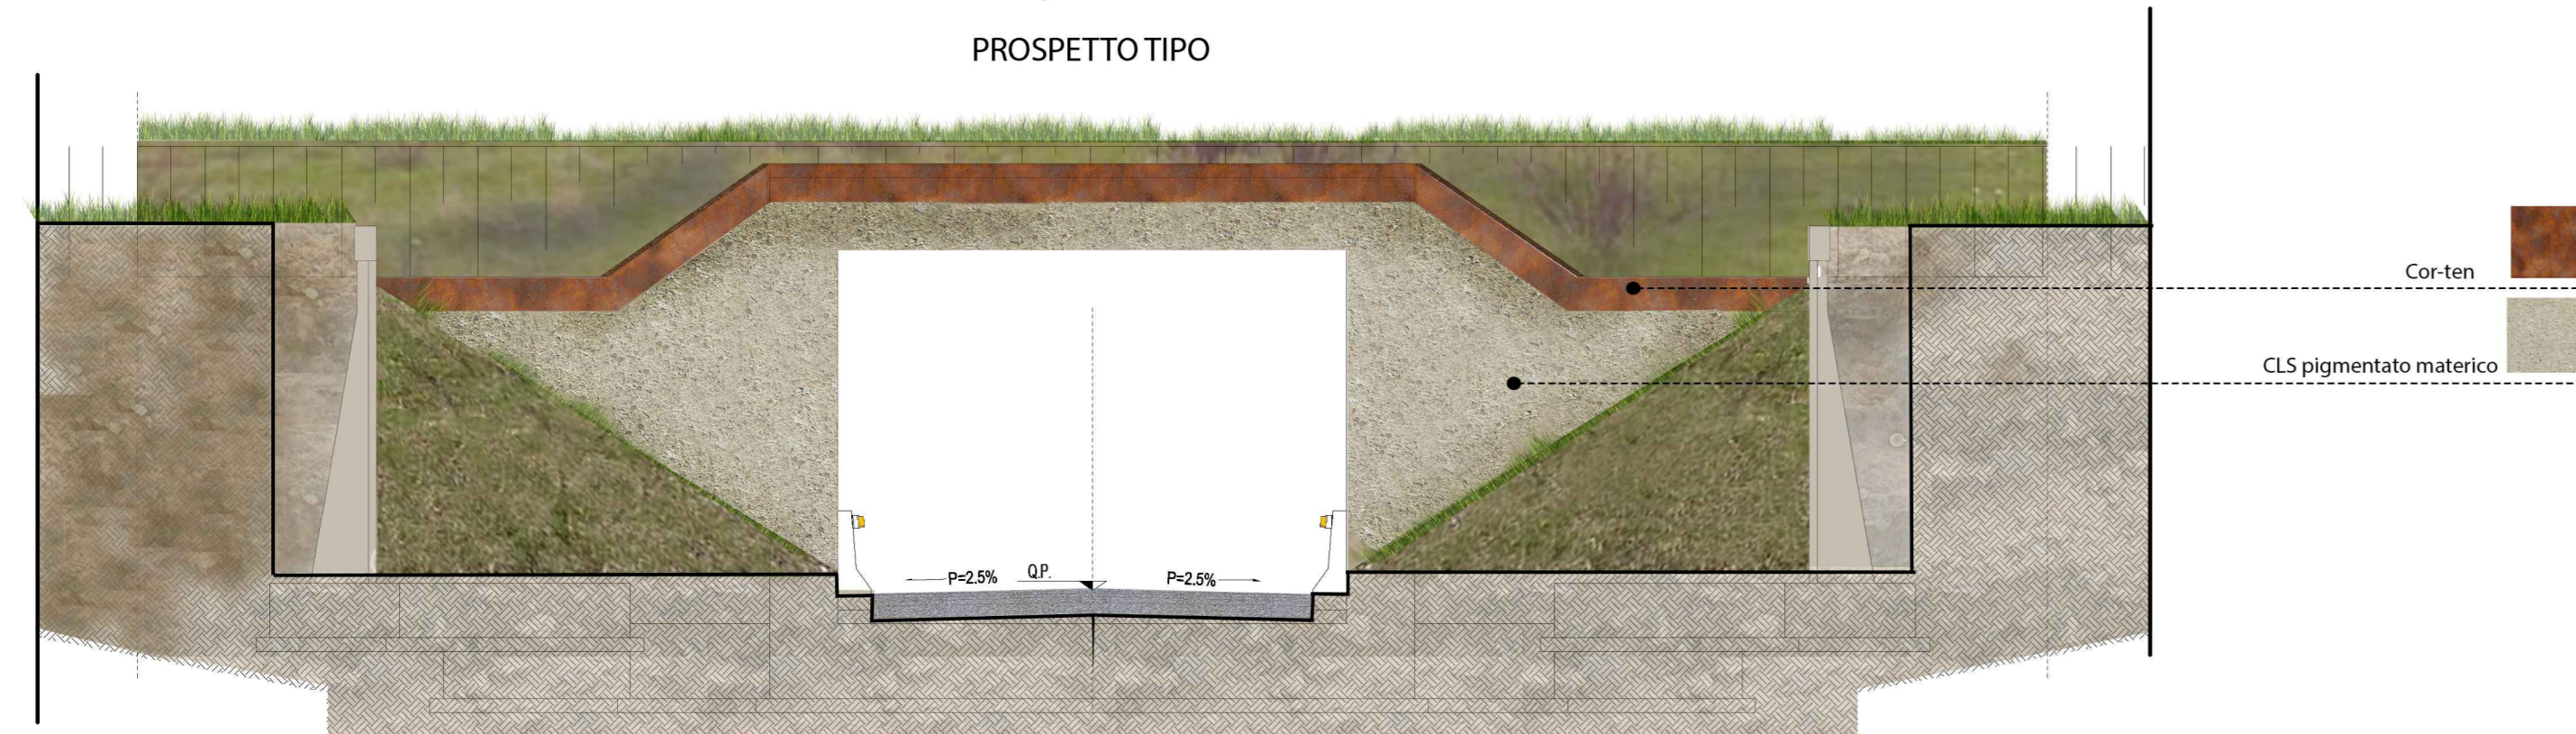 PROSPETTO TIPO
Cor-ten
CLS pigmentato materico
P=2.5%
Q.P.
P=2.5%